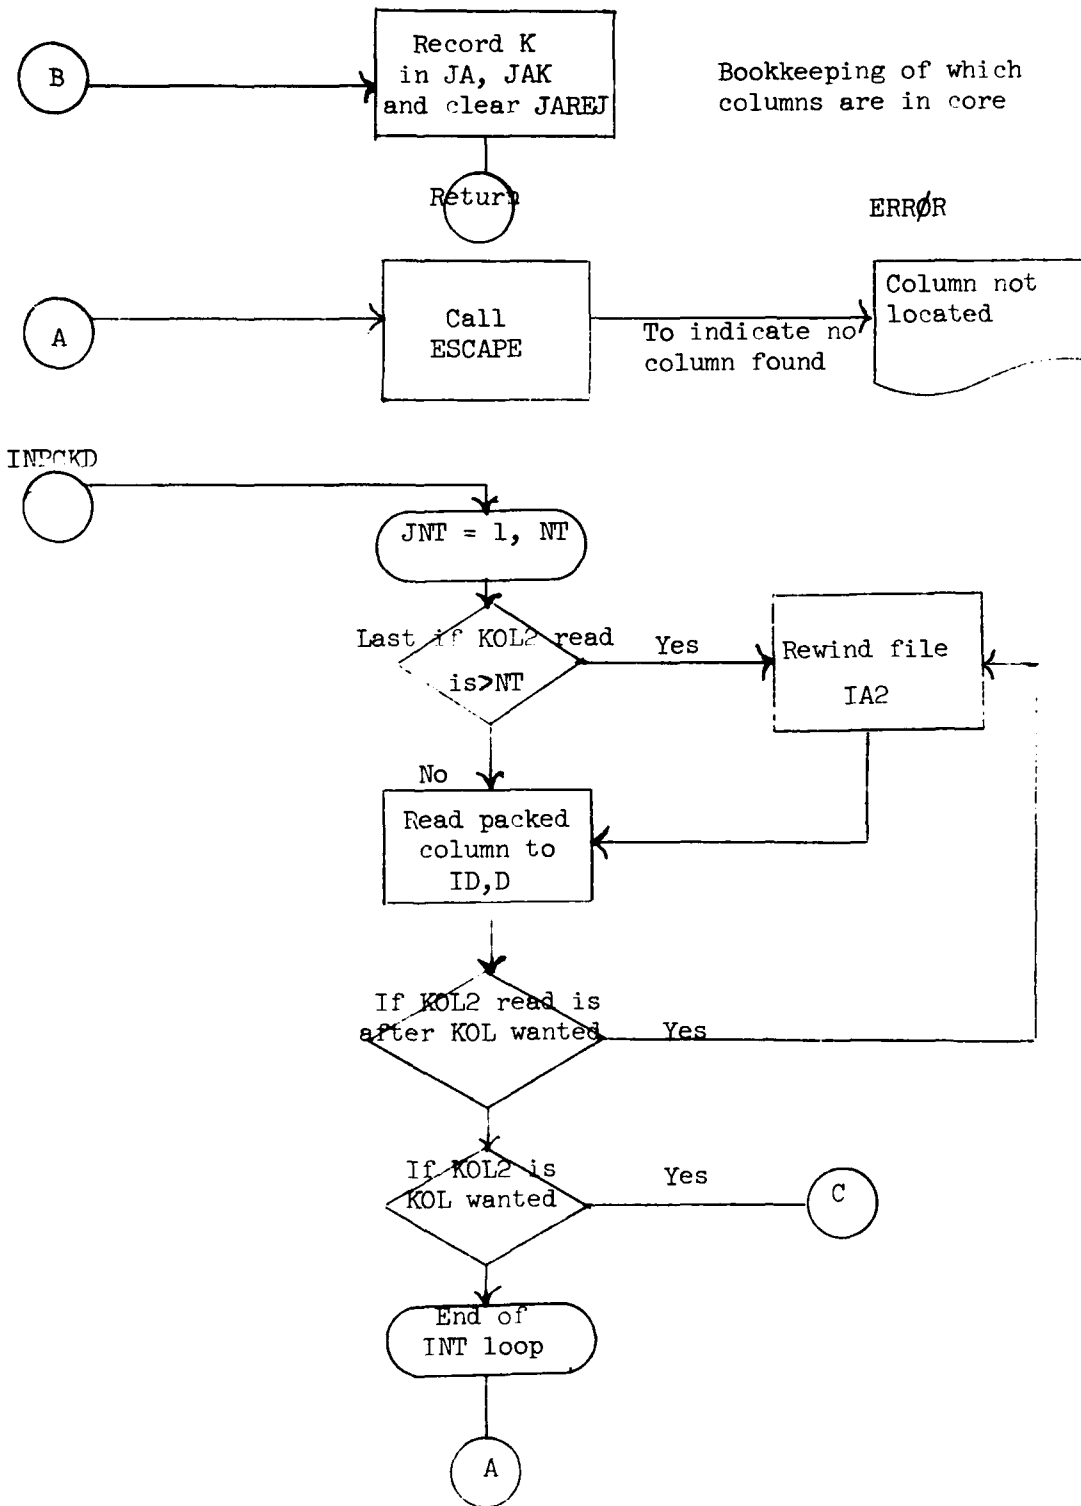 B
Record K
in JA, JAK
and clear JAREJ
Bookkeeping of which
columns are in core
Return
ERRØR
A
Call
ESCAPE
To indicate no
column found
Column not
located
INPCKD
JNT = 1, NT
Last if KOL2 read
is>NT
Yes
Rewind file
IA2
No
Read packed
column to
ID,D
If KOL2 read is
after KOL wanted
Yes
If KOL2 is
KOL wanted
Yes
C
End of
INT loop
A